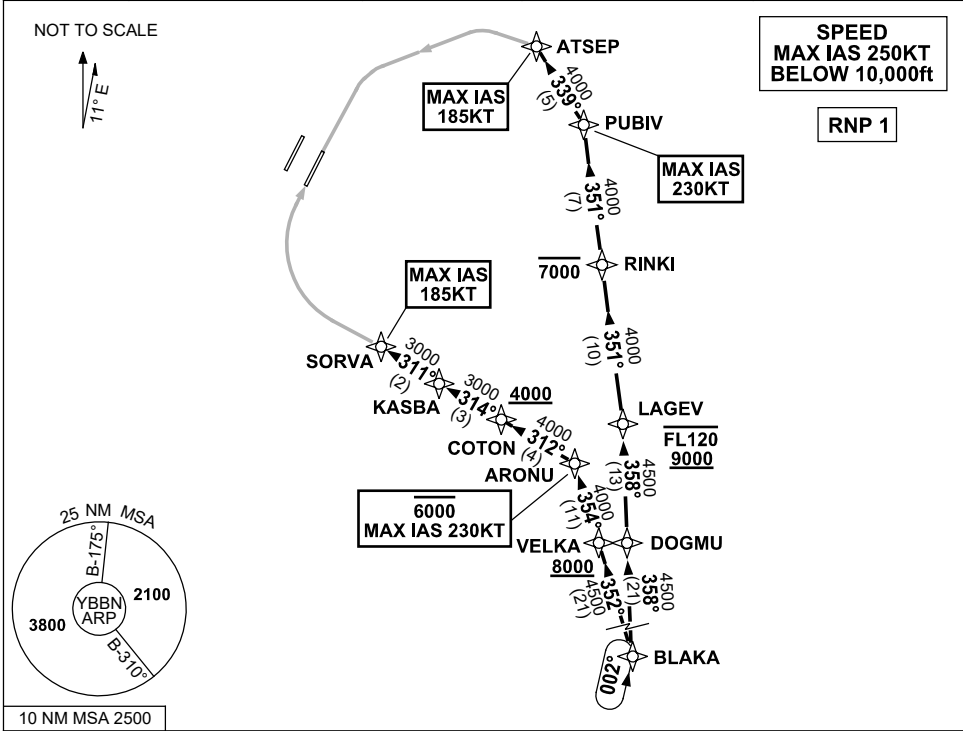 NOT TO SCALE
11° E
SPEED
MAX IAS 250KT
BELOW 10,000ft
RNP 1
ATSEP
MAX IAS
185KT
4000
339°
(5)
PUBIV
MAX IAS
230KT
4000
351°
(7)
7000
RINKI
MAX IAS
185KT
4000
351°
(10)
SORVA
3000
311°
(2)
KASBA
3000
314°
(3)
4000
COTON
4000
312°
(4)
ARONU
LAGEV
FL120
9000
4500
358°
(13)
6000
MAX IAS 230KT
4000
354°
(11)
VELKA
8000
DOGMU
4500
352°
(21)
4500
358°
(21)
BLAKA
002°
25 NM MSA
B-175°
YBBN
ARP
2100
3800
B-310°
10 NM MSA 2500